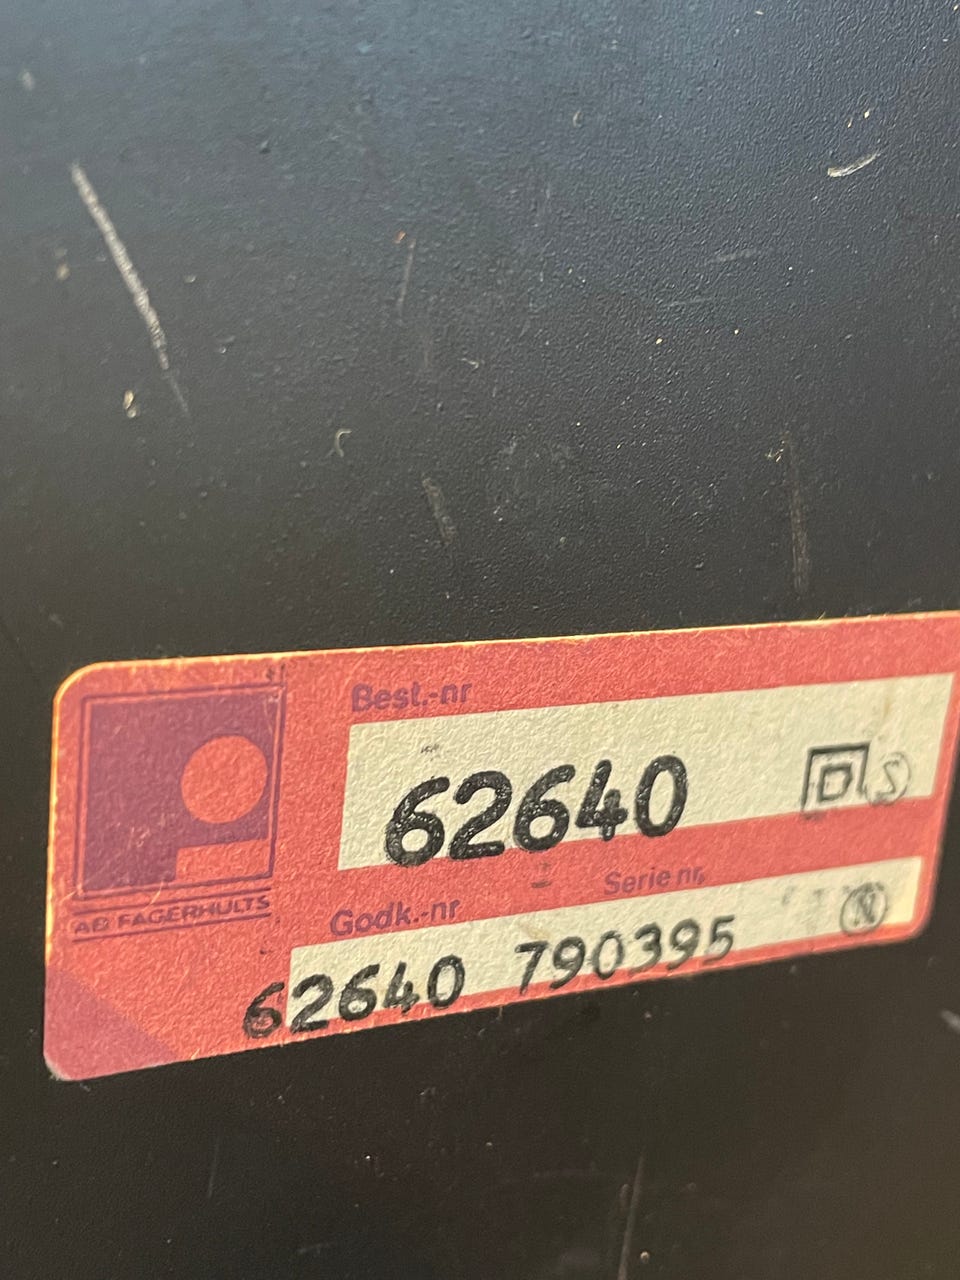 Best.-nr
62640 S
AB FAGERHULTS
Godk.-nr Serie nr.
62640 790395 N